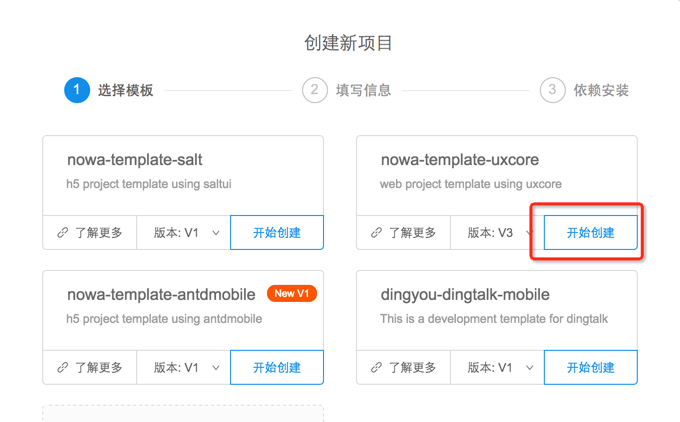 创建新项目
1 选择模板 2 填写信息 3 依赖安装
nowa-template-salt
h5 project template using saltui
了解更多 版本: V1 开始创建
nowa-template-uxcore
web project template using uxcore
了解更多 版本: V3 开始创建
nowa-template-antdmobile New V1
h5 project template using antdmobile
了解更多 版本: V1 开始创建
dingyou-dingtalk-mobile
This is a development template for dingtalk
了解更多 版本: V1 开始创建